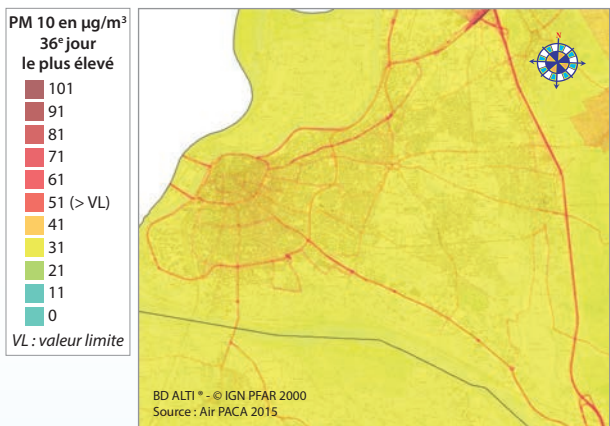 PM 10 en µg/m³
36ᵉ jour
le plus élevé
101
91
81
71
61
51 (> VL)
41
31
21
11
0
VL : valeur limite
N
BD ALTI ® - © IGN PFAR 2000
Source : Air PACA 2015